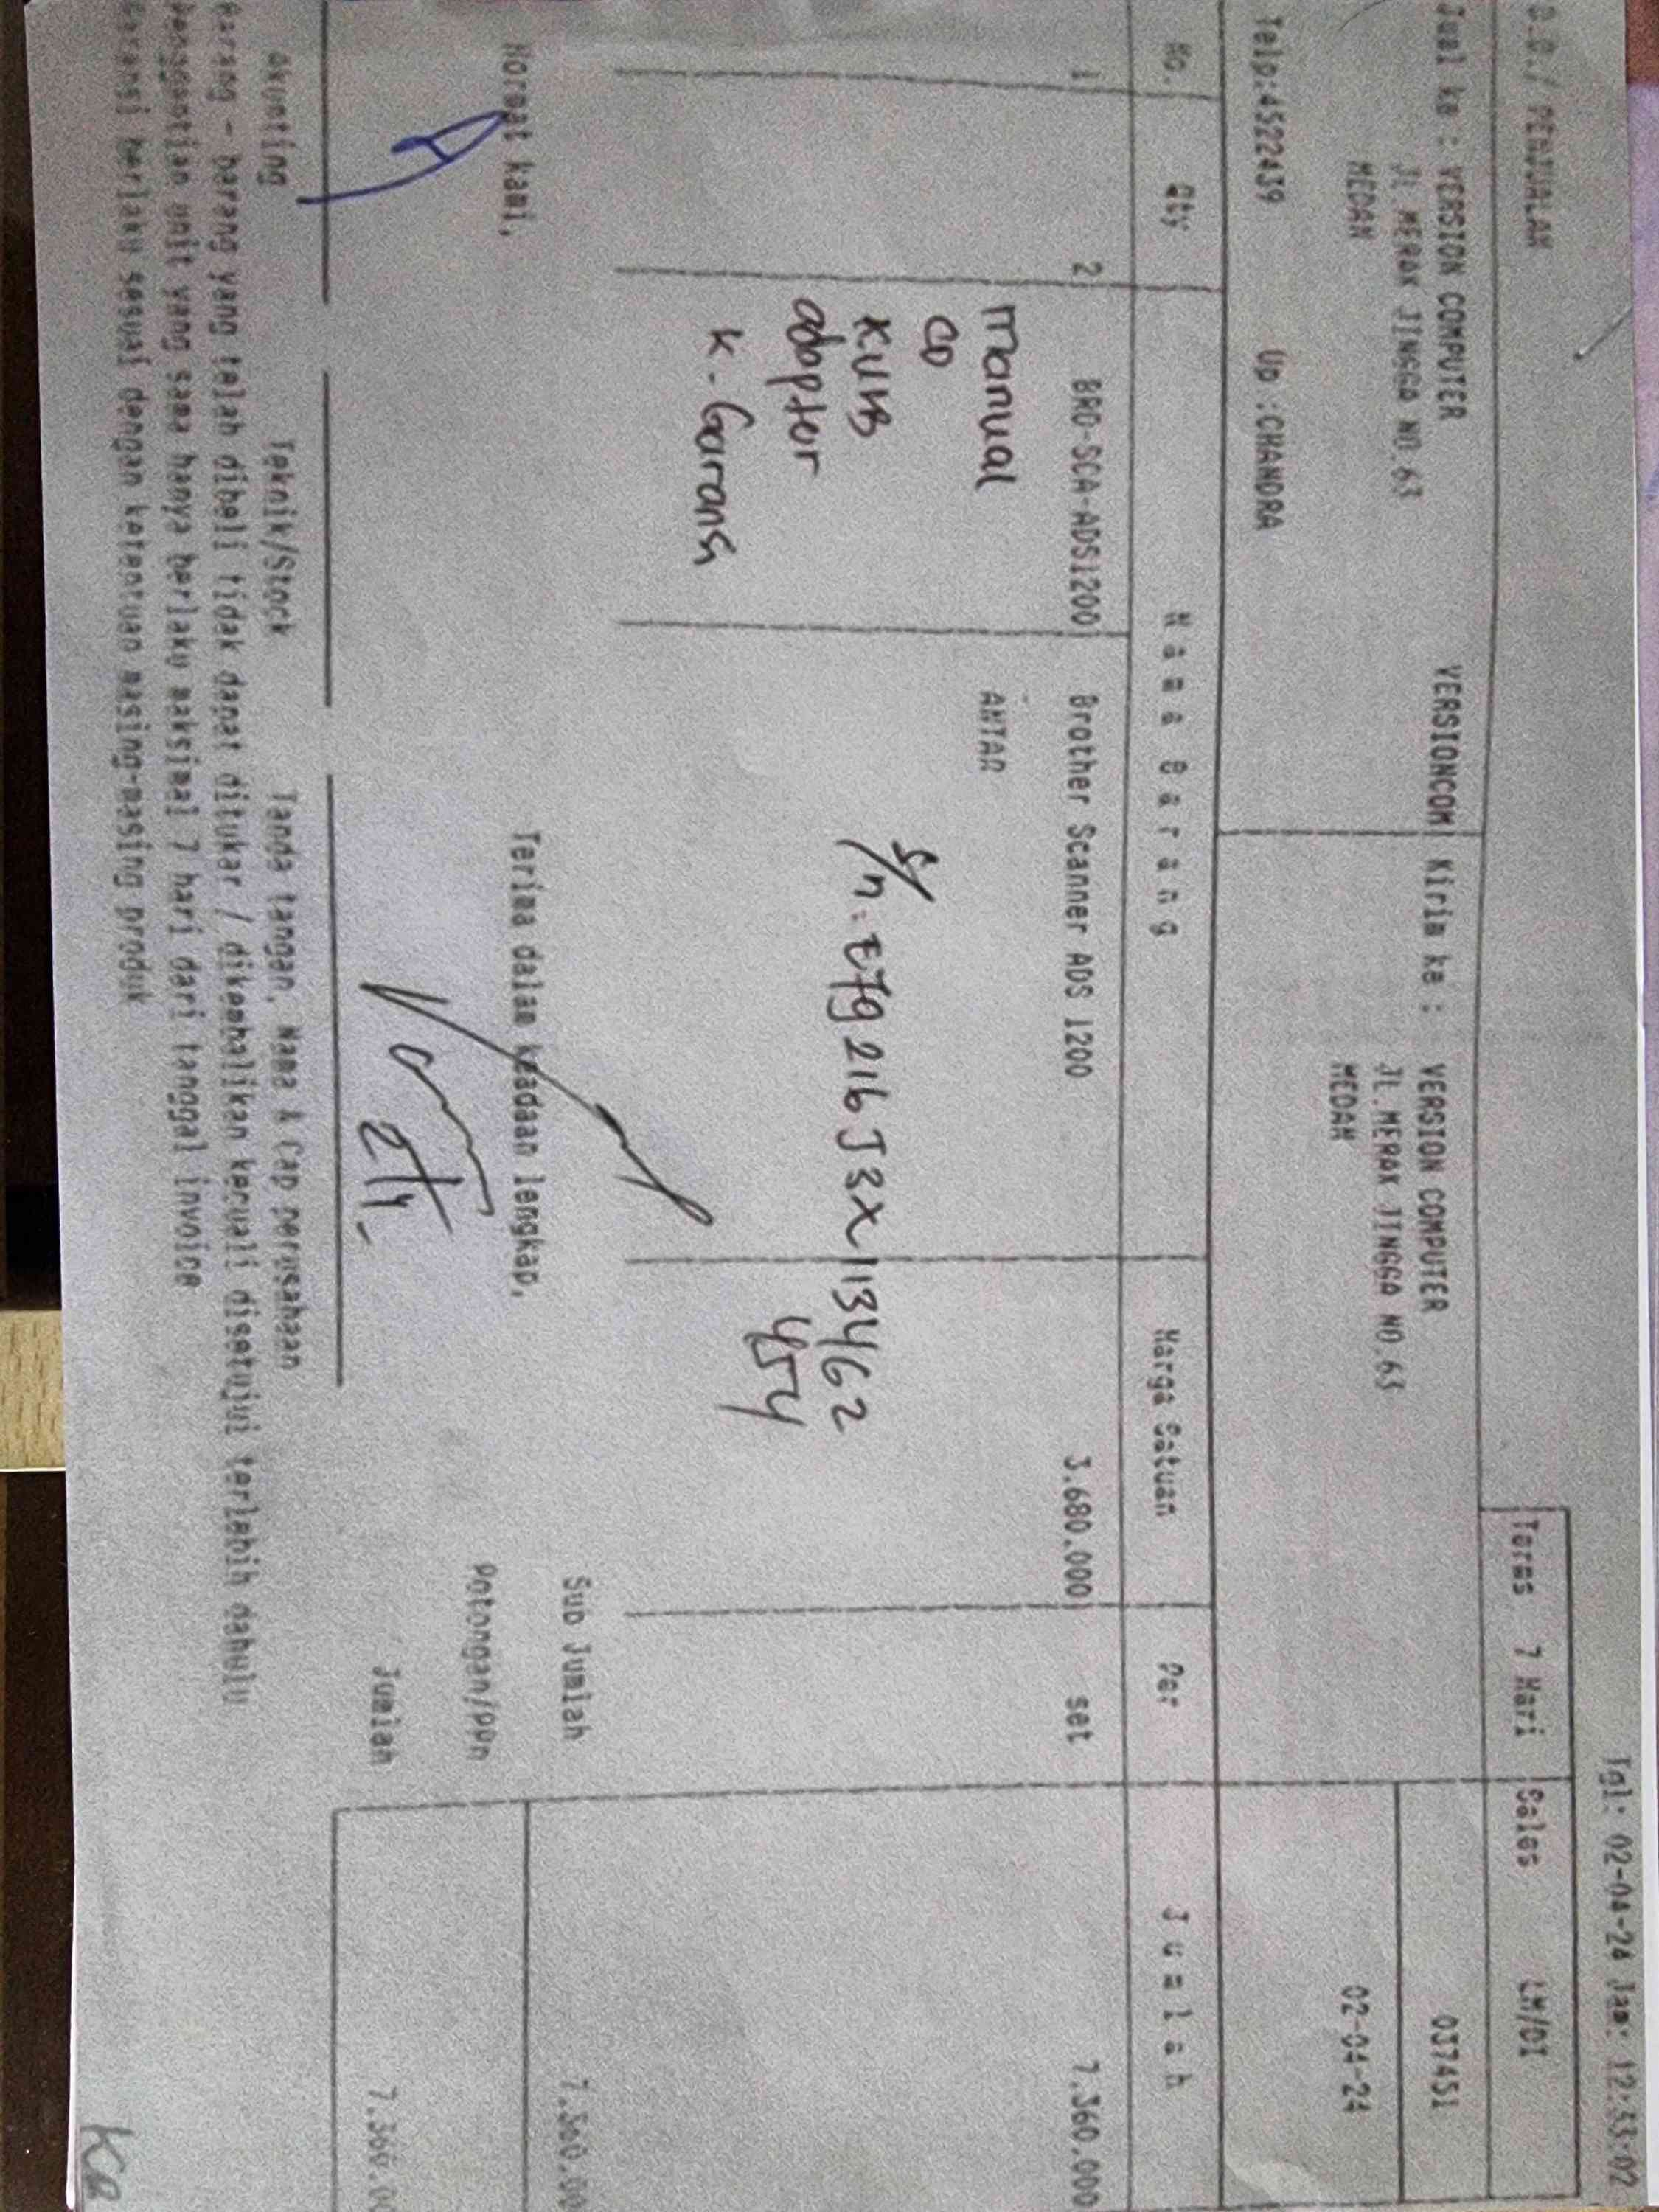 Tgl: 02-04-24 Jam: 12:33:02
D.O./ PENJUALAN
Terms 7 Hari Sales LM/DI
Jual ke : VERSION COMPUTER VERSIONCOM Kirim ke : VERSION COMPUTER 037451
JL.MERAK JINGGA NO.63 JL.MERAK JINGGA NO.63
MEDAN MEDAN 02-04-24
Telp:4522439 Up :CHANDRA
No. Qty Nama Barang Harga Satuan Per Jumlah
1 2 BRO-SCA-ADS1200 Brother Scanner ADS 1200 3.680.000 set 7.360.000
manual ANTAR
CD
KUNB S/n: E79216J3X113462
adaptor 454
K-Garansi
Sub Jumlah 7.360.00
Hormat kami, Terima dalam keadaan lengkap,
Potongan/PPn
Jumlah 7.360.00
Akunting Teknik/Stock Tanda tangan, Nama & Cap perusahaan
Barang - barang yang telah dibeli tidak dapat ditukar / dikembalikan kecuali disetujui terlebih dahulu
Penggantian unit yang sama hanya berlaku maksimal 7 hari dari tanggal invoice
Garansi berlaku sesuai dengan ketentuan masing-masing produk